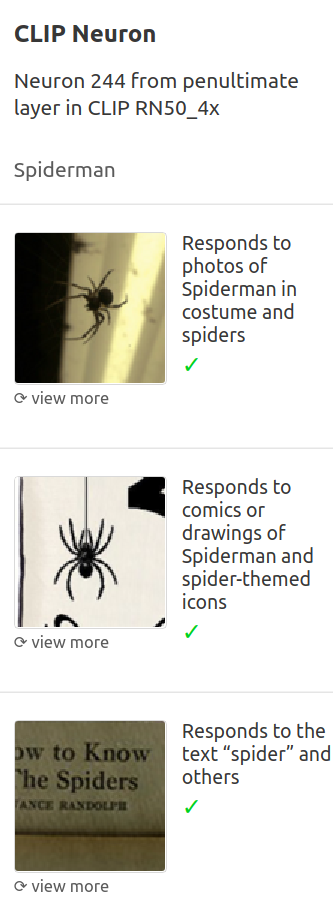 CLIP Neuron
Neuron 244 from penultimate
layer in CLIP RN50_4x
Spiderman
Responds to
photos of
Spiderman in
costume and
spiders
✓
⟳ view more
Responds to
comics or
drawings of
Spiderman and
spider-themed
icons
✓
⟳ view more
ow to Know
The Spiders
ANCE RANDOLPH
Responds to the
text “spider” and
others
✓
⟳ view more